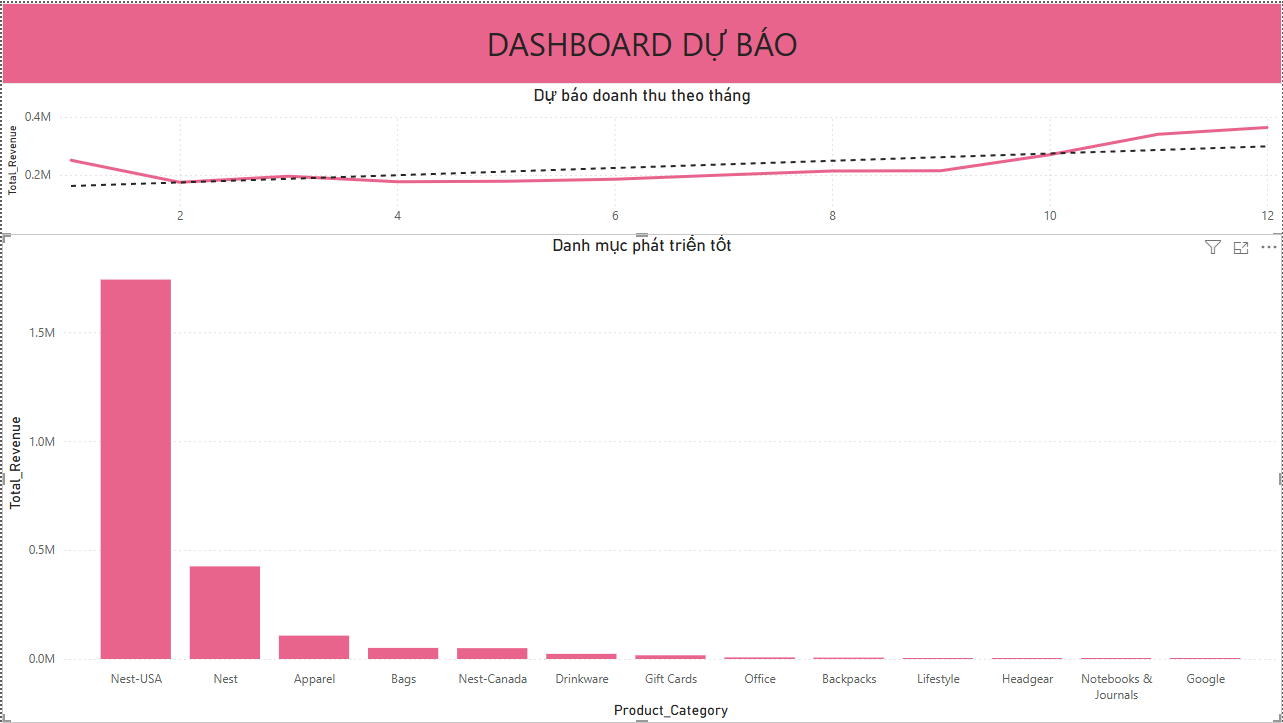 DASHBOARD DỰ BÁO
Dự báo doanh thu theo tháng
Total_Revenue
0.4M
0.2M
2
4
6
8
10
12
Danh mục phát triển tốt
Total_Revenue
1.5M
1.0M
0.5M
0.0M
Nest-USA
Nest
Apparel
Bags
Nest-Canada
Drinkware
Gift Cards
Office
Backpacks
Lifestyle
Headgear
Notebooks &
Journals
Google
Product_Category